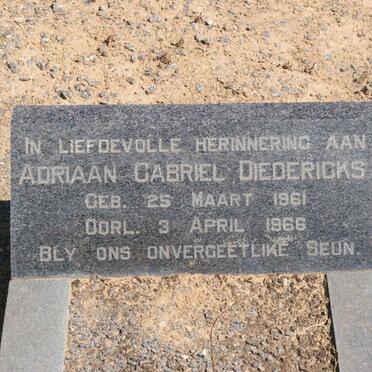 IN LIEFDEVOLLE HERINNERING AAN
ADRIAAN GABRIEL DIEDERICKS
GEB. 25 MAART 1961
OORL. 3 APRIL 1966
BLY ONS ONVERGEETLIKE SEUN.